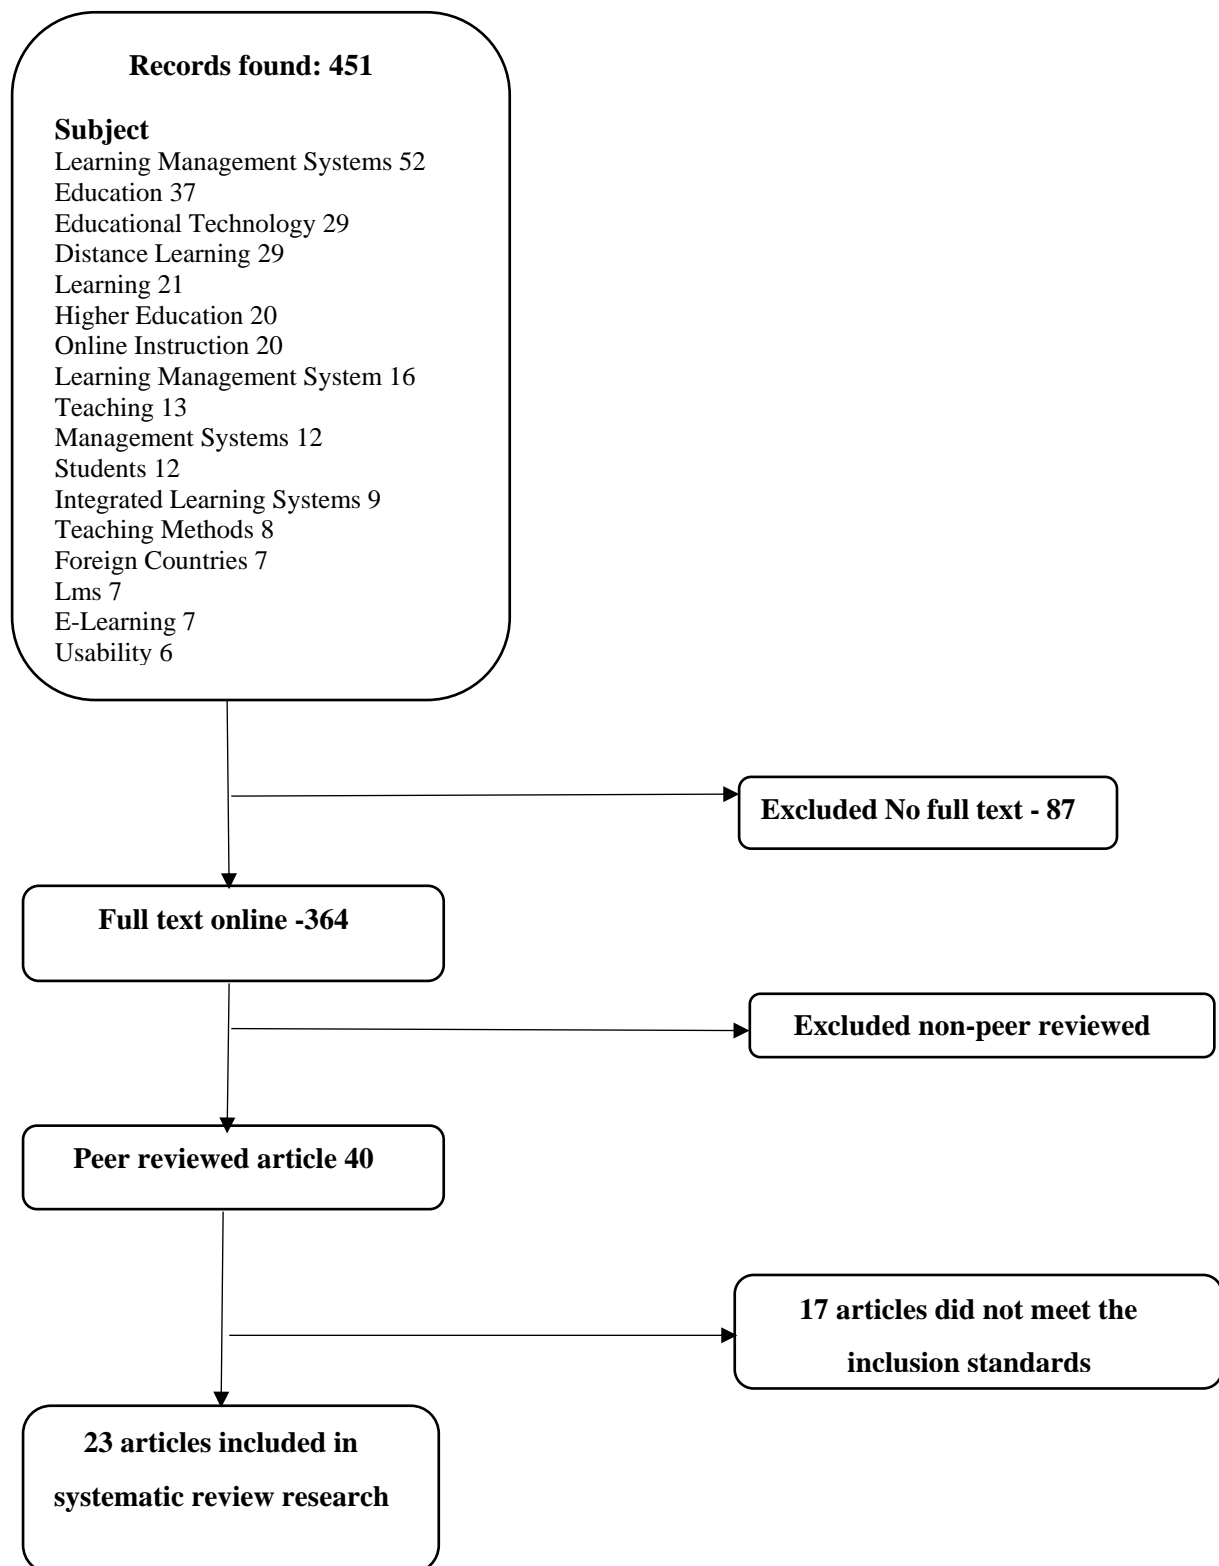 Records found: 451
Subject
Learning Management Systems 52
Education 37
Educational Technology 29
Distance Learning 29
Learning 21
Higher Education 20
Online Instruction 20
Learning Management System 16
Teaching 13
Management Systems 12
Students 12
Integrated Learning Systems 9
Teaching Methods 8
Foreign Countries 7
Lms 7
E-Learning 7
Usability 6
Excluded No full text - 87
Full text online -364
Excluded non-peer reviewed
Peer reviewed article 40
17 articles did not meet the
inclusion standards
23 articles included in
systematic review research